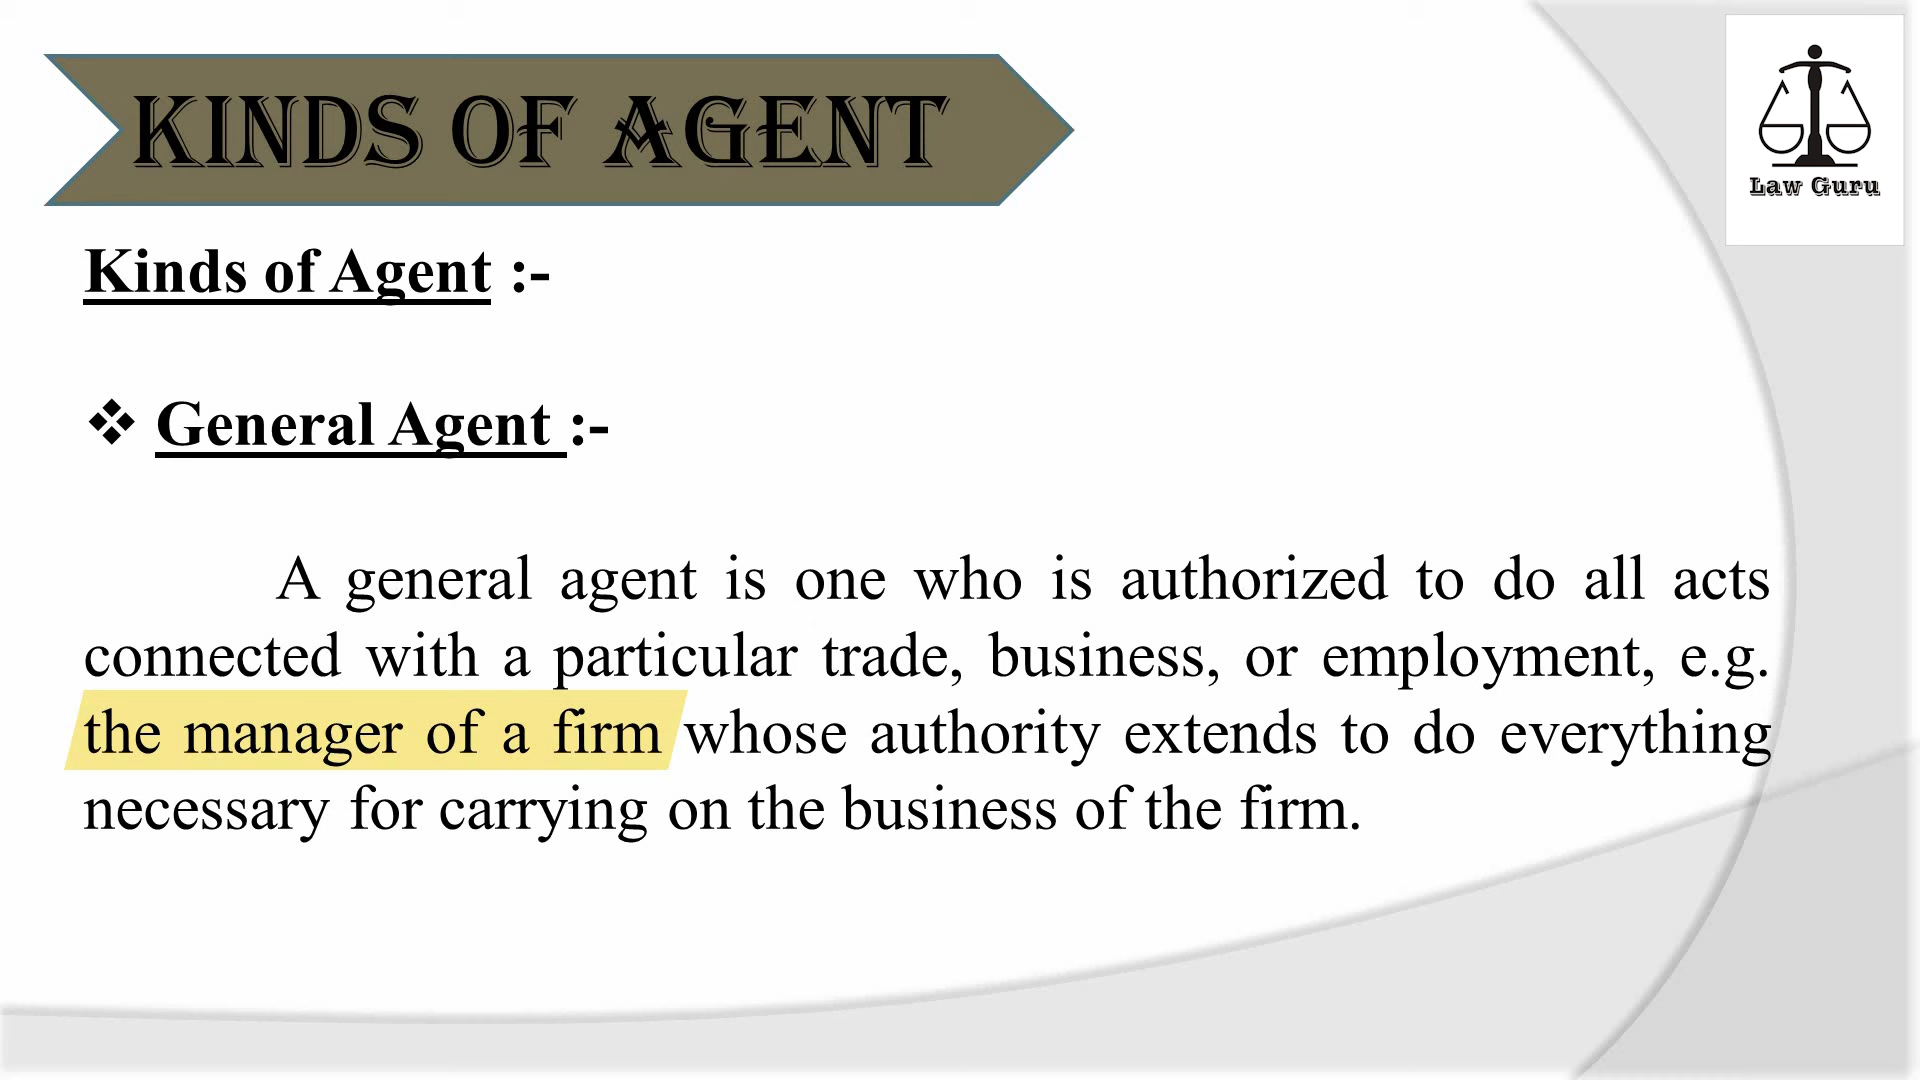 KINDS OF AGENT
Law Guru
Kinds of Agent :-
❖ General Agent :-
A general agent is one who is authorized to do all acts
connected with a particular trade, business, or employment, e.g.
the manager of a firm whose authority extends to do everything
necessary for carrying on the business of the firm.